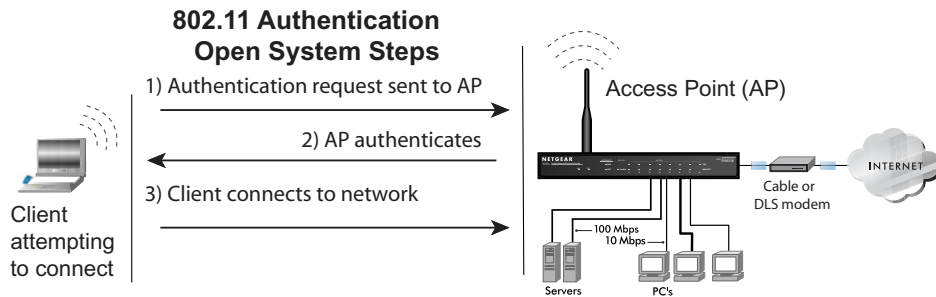 802.11 Authentication
Open System Steps
1) Authentication request sent to AP
2) AP authenticates
3) Client connects to network
Client
attempting
to connect
Access Point (AP)
NETGEAR
INTERNET
Cable or
DLS modem
100 Mbps
10 Mbps
Servers
PC's